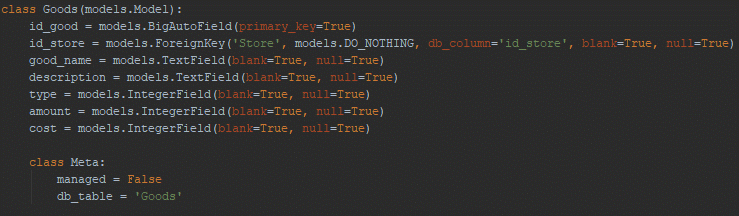 class Goods(models.Model):
    id_good = models.BigAutoField(primary_key=True)
    id_store = models.ForeignKey('Store', models.DO_NOTHING, db_column='id_store', blank=True, null=True)
    good_name = models.TextField(blank=True, null=True)
    description = models.TextField(blank=True, null=True)
    type = models.IntegerField(blank=True, null=True)
    amount = models.IntegerField(blank=True, null=True)
    cost = models.IntegerField(blank=True, null=True)
    class Meta:
        managed = False
        db_table = 'Goods'